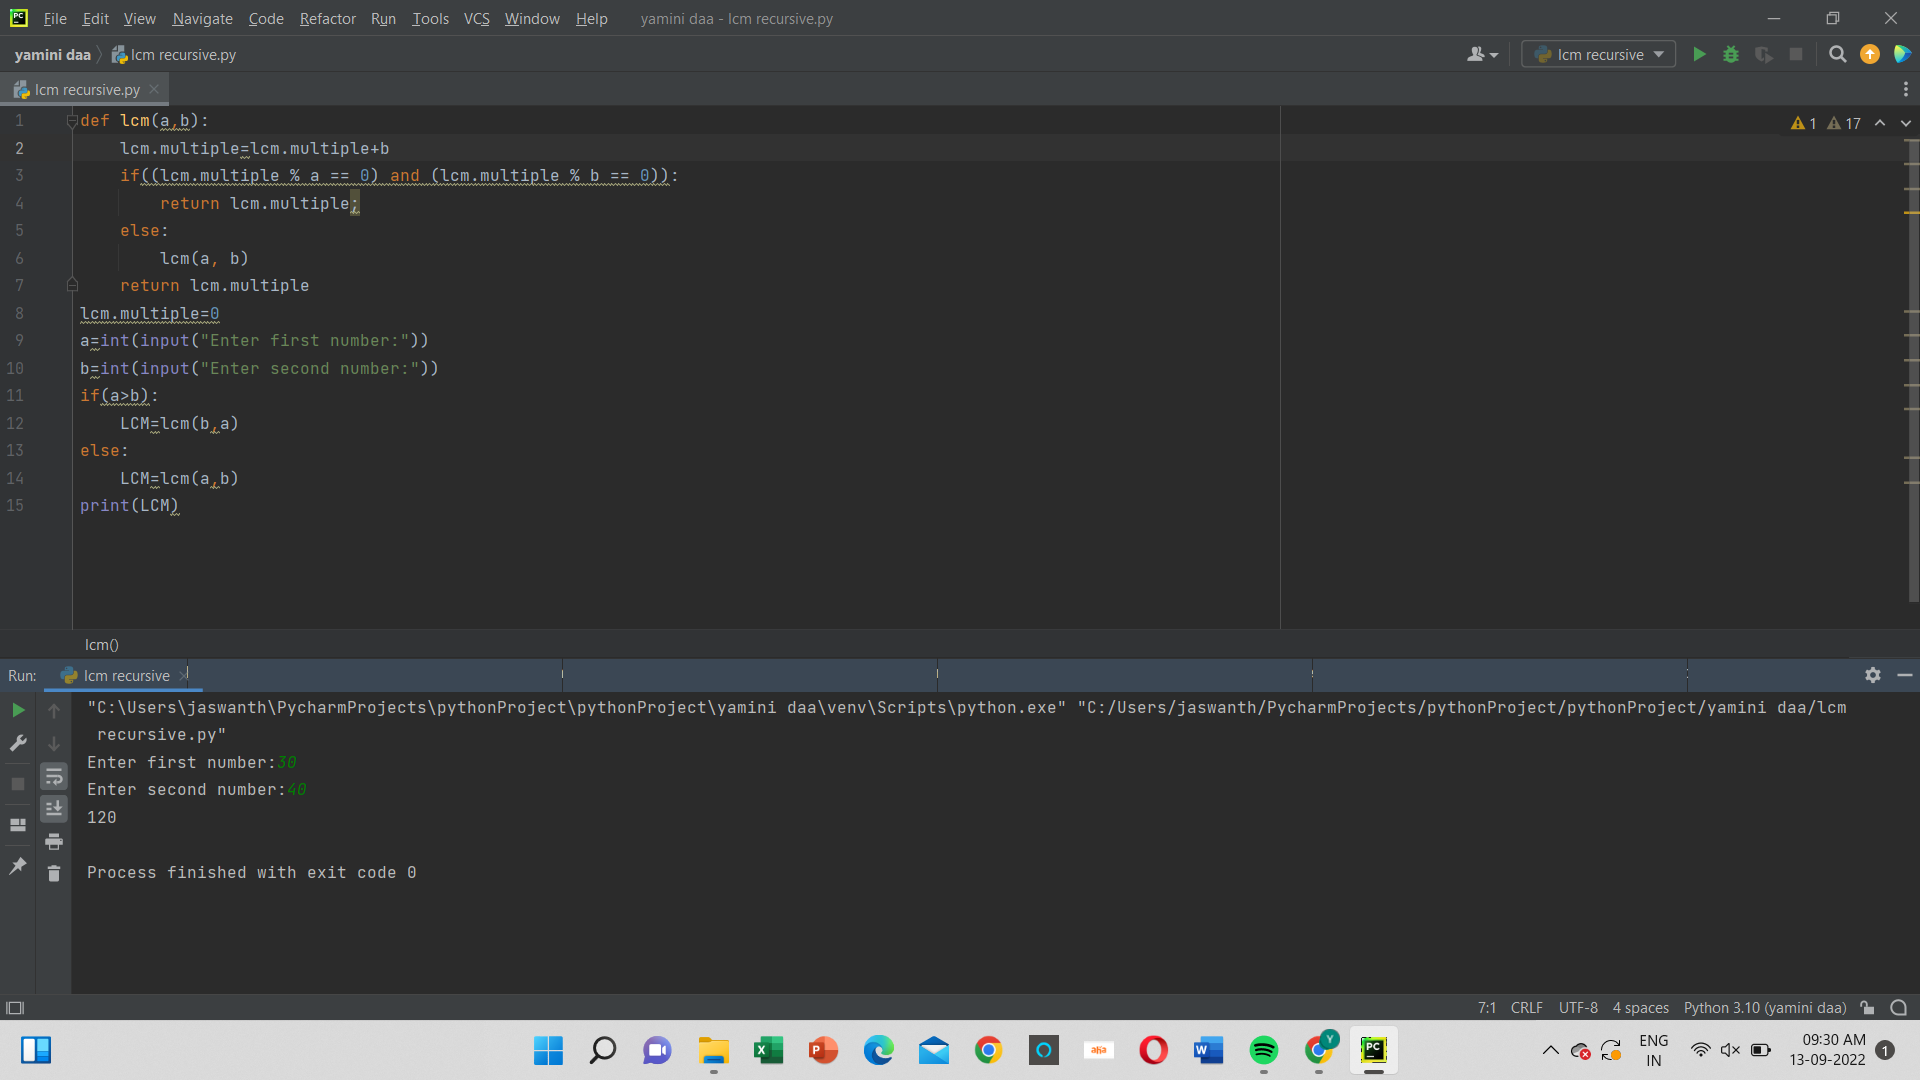 File Edit View Navigate Code Refactor Run Tools VCS Window Help yamini daa - lcm recursive.py
yamini daa lcm recursive.py lcm recursive
lcm recursive.py
1 def lcm(a,b): 1 17
2 lcm.multiple=lcm.multiple+b
3 if((lcm.multiple % a == 0) and (lcm.multiple % b == 0)):
4 return lcm.multiple;
5 else:
6 lcm(a, b)
7 return lcm.multiple
8 lcm.multiple=0
9 a=int(input("Enter first number:"))
10 b=int(input("Enter second number:"))
11 if(a>b):
12 LCM=lcm(b,a)
13 else:
14 LCM=lcm(a,b)
15 print(LCM)
lcm()
Run: lcm recursive
"C:\Users\jaswanth\PycharmProjects\pythonProject\pythonProject\yamini daa\venv\Scripts\python.exe" "C:/Users/jaswanth/PycharmProjects/pythonProject/pythonProject/yamini daa/lcm
recursive.py"
Enter first number:30
Enter second number:40
120
Process finished with exit code 0
7:1 CRLF UTF-8 4 spaces Python 3.10 (yamini daa)
ENG
IN
09:30 AM
13-09-2022
1